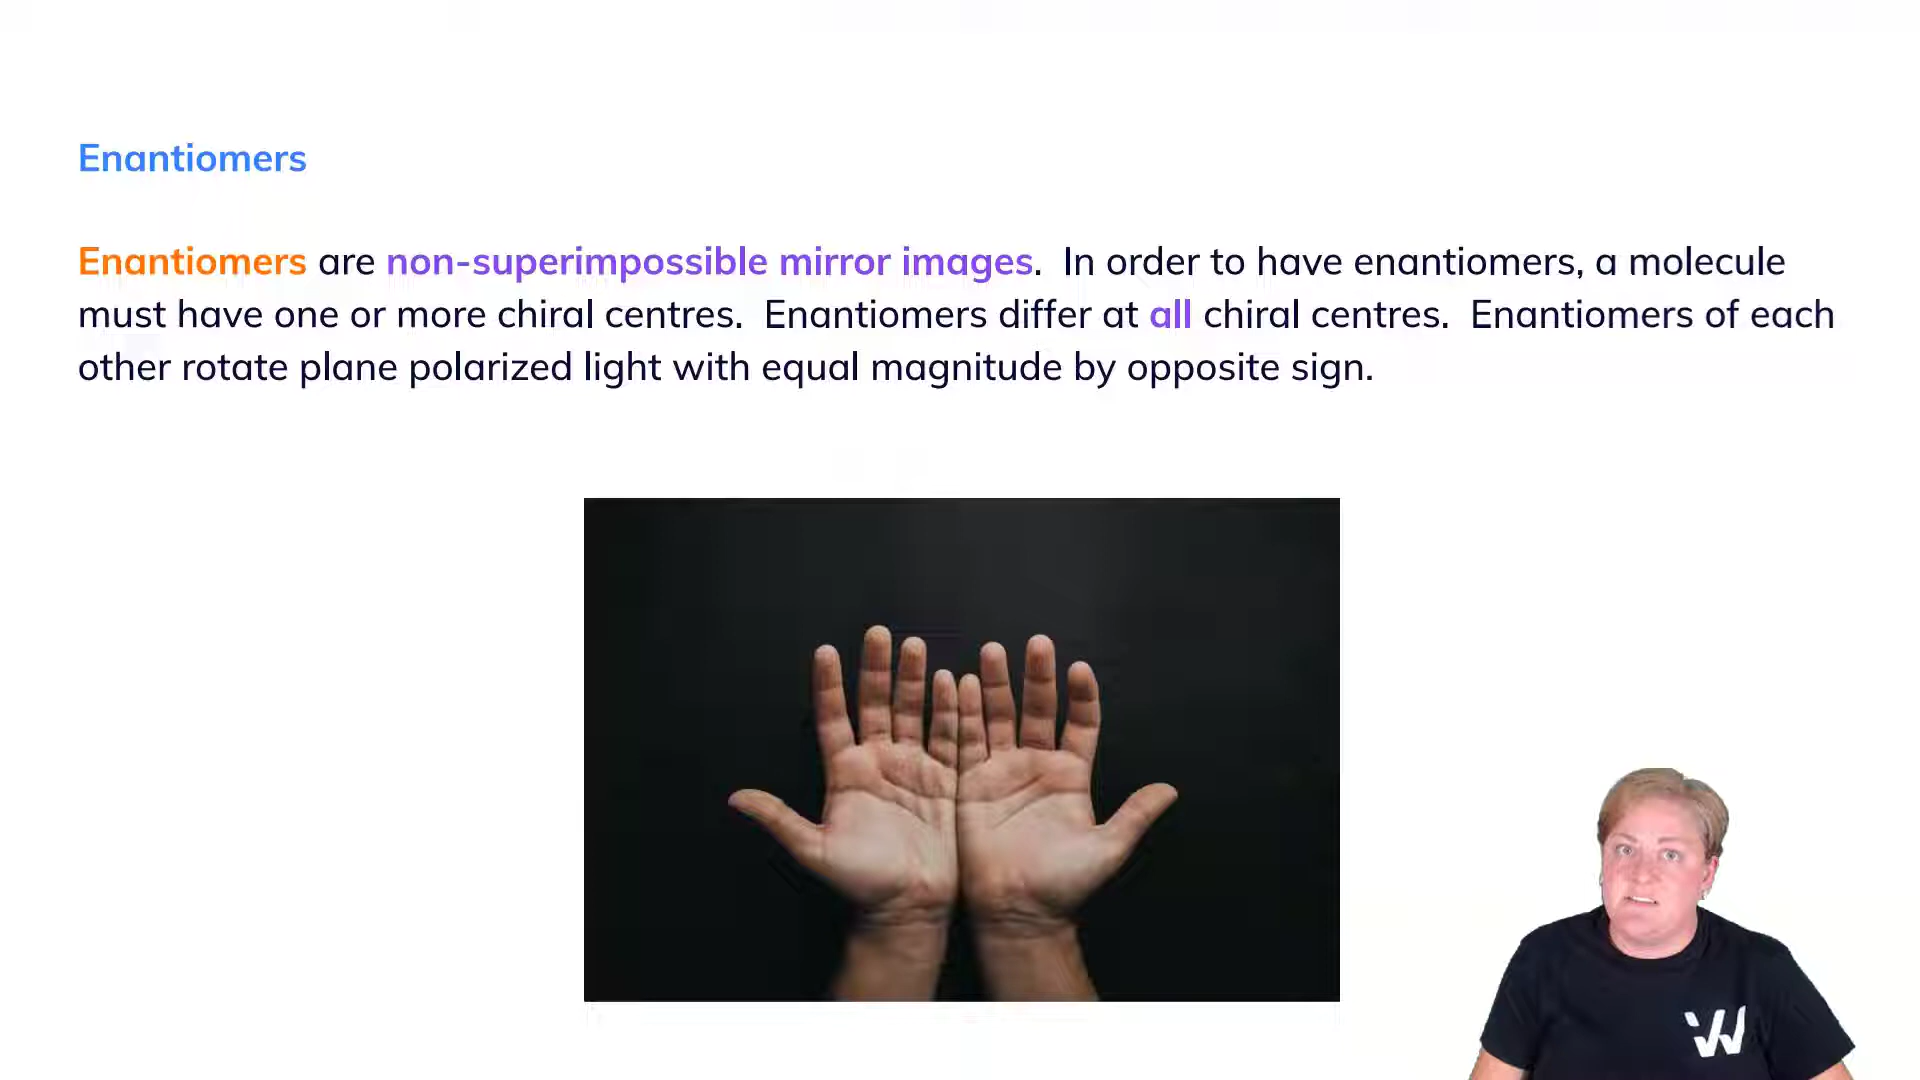 Enantiomers
Enantiomers are non-superimpossible mirror images. In order to have enantiomers, a molecule
must have one or more chiral centres. Enantiomers differ at all chiral centres. Enantiomers of each
other rotate plane polarized light with equal magnitude by opposite sign.
W